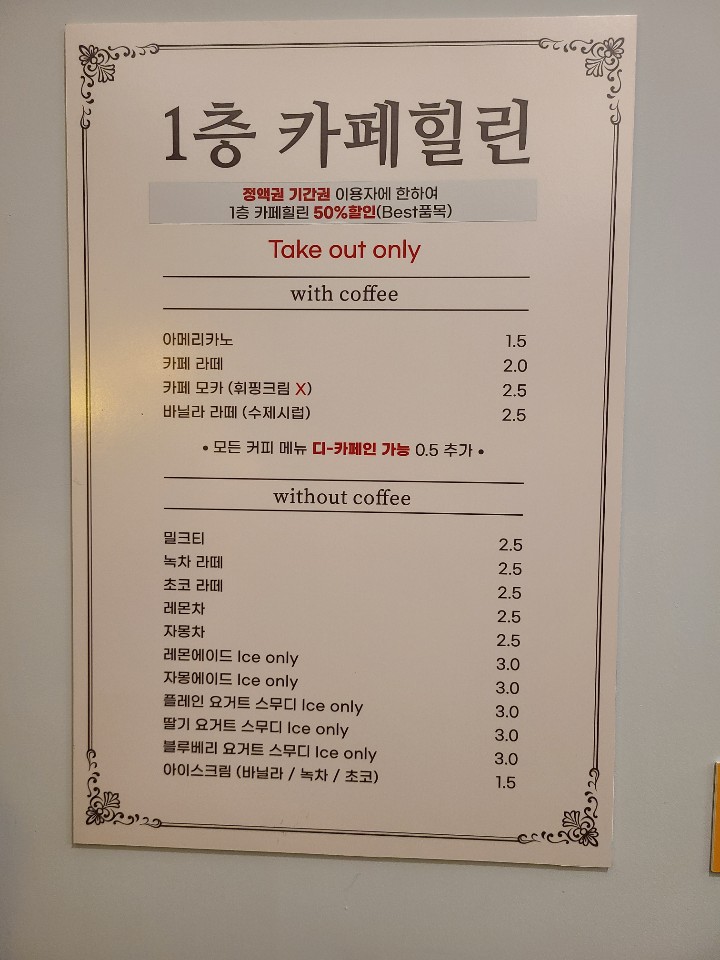 1층 카페힐린
정액권 기간권 이용자에 한하여
1층 카페힐린 50%할인(Best품목)
Take out only
with coffee
아메리카노 1.5
카페 라떼 2.0
카페 모카 (휘핑크림 X) 2.5
바닐라 라떼 (수제시럽) 2.5
• 모든 커피 메뉴 디-카페인 가능 0.5 추가 •
without coffee
밀크티 2.5
녹차 라떼 2.5
초코 라떼 2.5
레몬차 2.5
자몽차 2.5
레몬에이드 Ice only 3.0
자몽에이드 Ice only 3.0
플레인 요거트 스무디 Ice only 3.0
딸기 요거트 스무디 Ice only 3.0
블루베리 요거트 스무디 Ice only 3.0
아이스크림 (바닐라 / 녹차 / 초코) 1.5